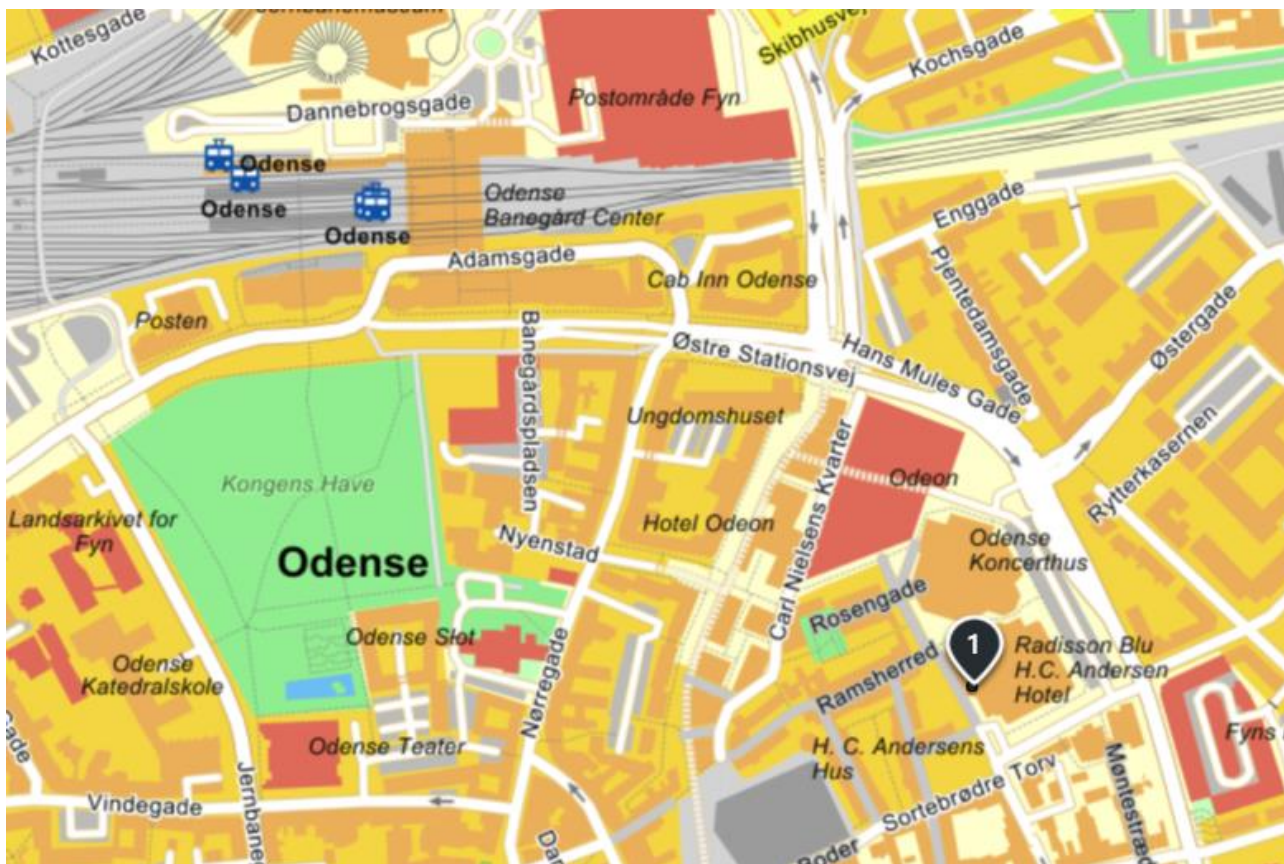 Jernbanemuseum
Kottesgade
Skibhusvej
Kochsgade
Dannebrogsgade
Postområde Fyn
Odense
Odense
Odense
Odense
Banegård Center
Enggade
Adamsgade
Cab Inn Odense
Pjentedamsgade
Østergade
Posten
Banegårdspladsen
Østre Stationsvej
Hans Mules Gade
Ungdomshuset
Carl Nielsens Kvarter
Rytterkasernen
Kongens Have
Odeon
Landsarkivet for
Fyn
Hotel Odeon
Nyenstad
Odense
Koncerthus
Odense
Rosengade
Odense Slot
Nørregade
Ramsherred
1
Radisson Blu
H.C. Andersen
Hotel
Odense
Katedralskole
Odense Teater
H. C. Andersens
Hus
Fyns
Vindegade
Sortebrødre Torv